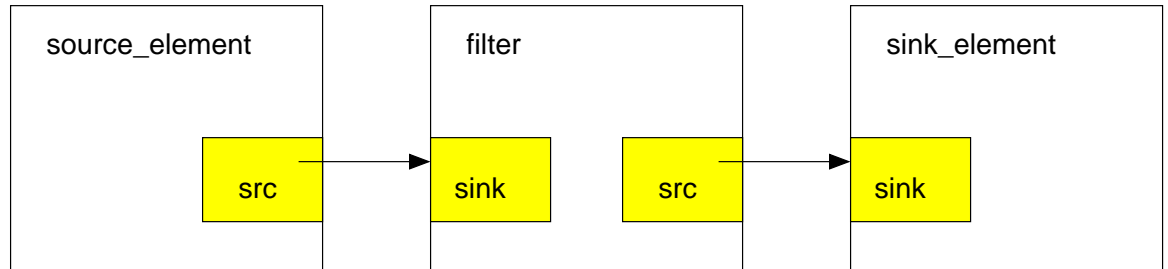 source_element
filter
sink_element
src
sink
src
sink